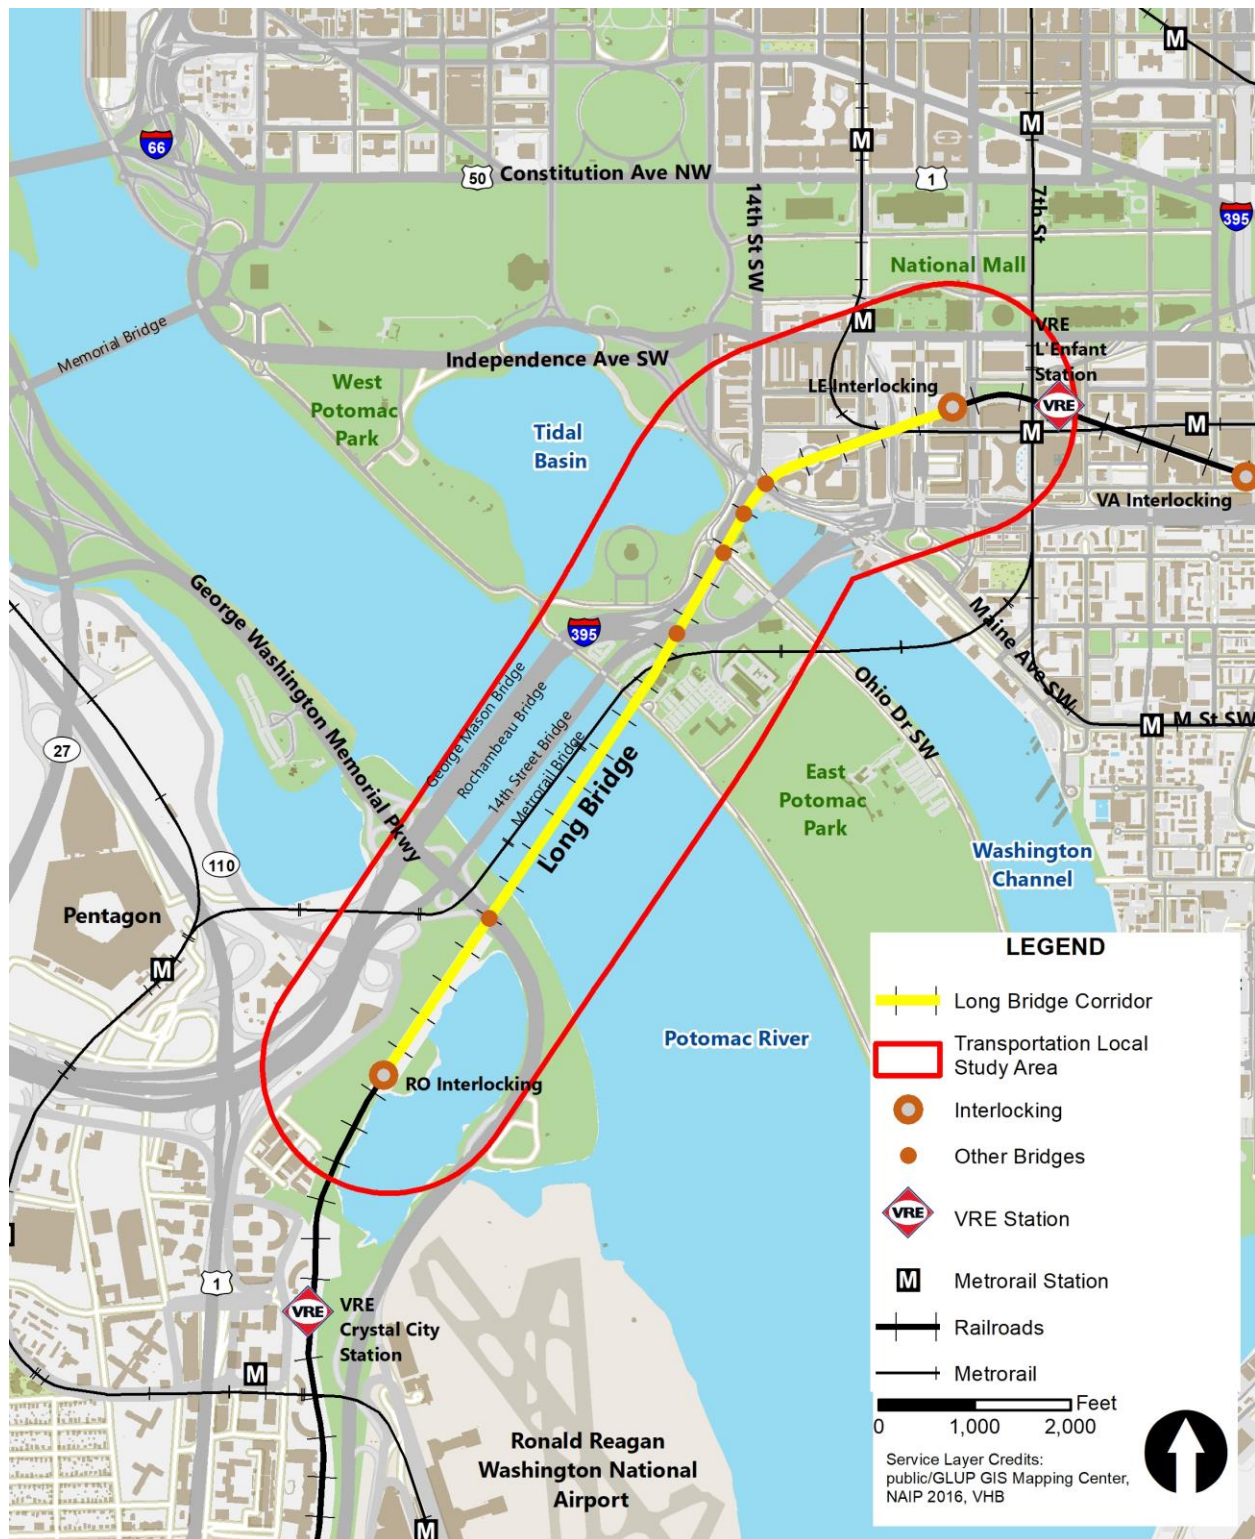 M
M
M
66
50
Constitution Ave NW
1
395
14th St SW
7th St
National Mall
Memorial Bridge
M
VRE
L'Enfant
Station
Independence Ave SW
West
Potomac
Park
LE Interlocking
VRE
Tidal
Basin
M
M
VA Interlocking
George Washington Memorial Pkwy
395
Maine Ave SW
Ohio Dr SW
George Mason Bridge
Rochambeau Bridge
14th Street Bridge
Metrorail Bridge
Long Bridge
M
M St SW
27
East
Potomac
Park
110
Washington
Channel
Pentagon
M
Potomac River
RO Interlocking
1
VRE
VRE
Crystal City
Station
M
Ronald Reagan
Washington National
Airport
M
LEGEND
Long Bridge Corridor
Transportation Local
Study Area
Interlocking
Other Bridges
VRE
VRE Station
M
Metrorail Station
Railroads
Metrorail
Feet
0 1,000 2,000
Service Layer Credits:
public/GLUP GIS Mapping Center,
NAIP 2016, VHB